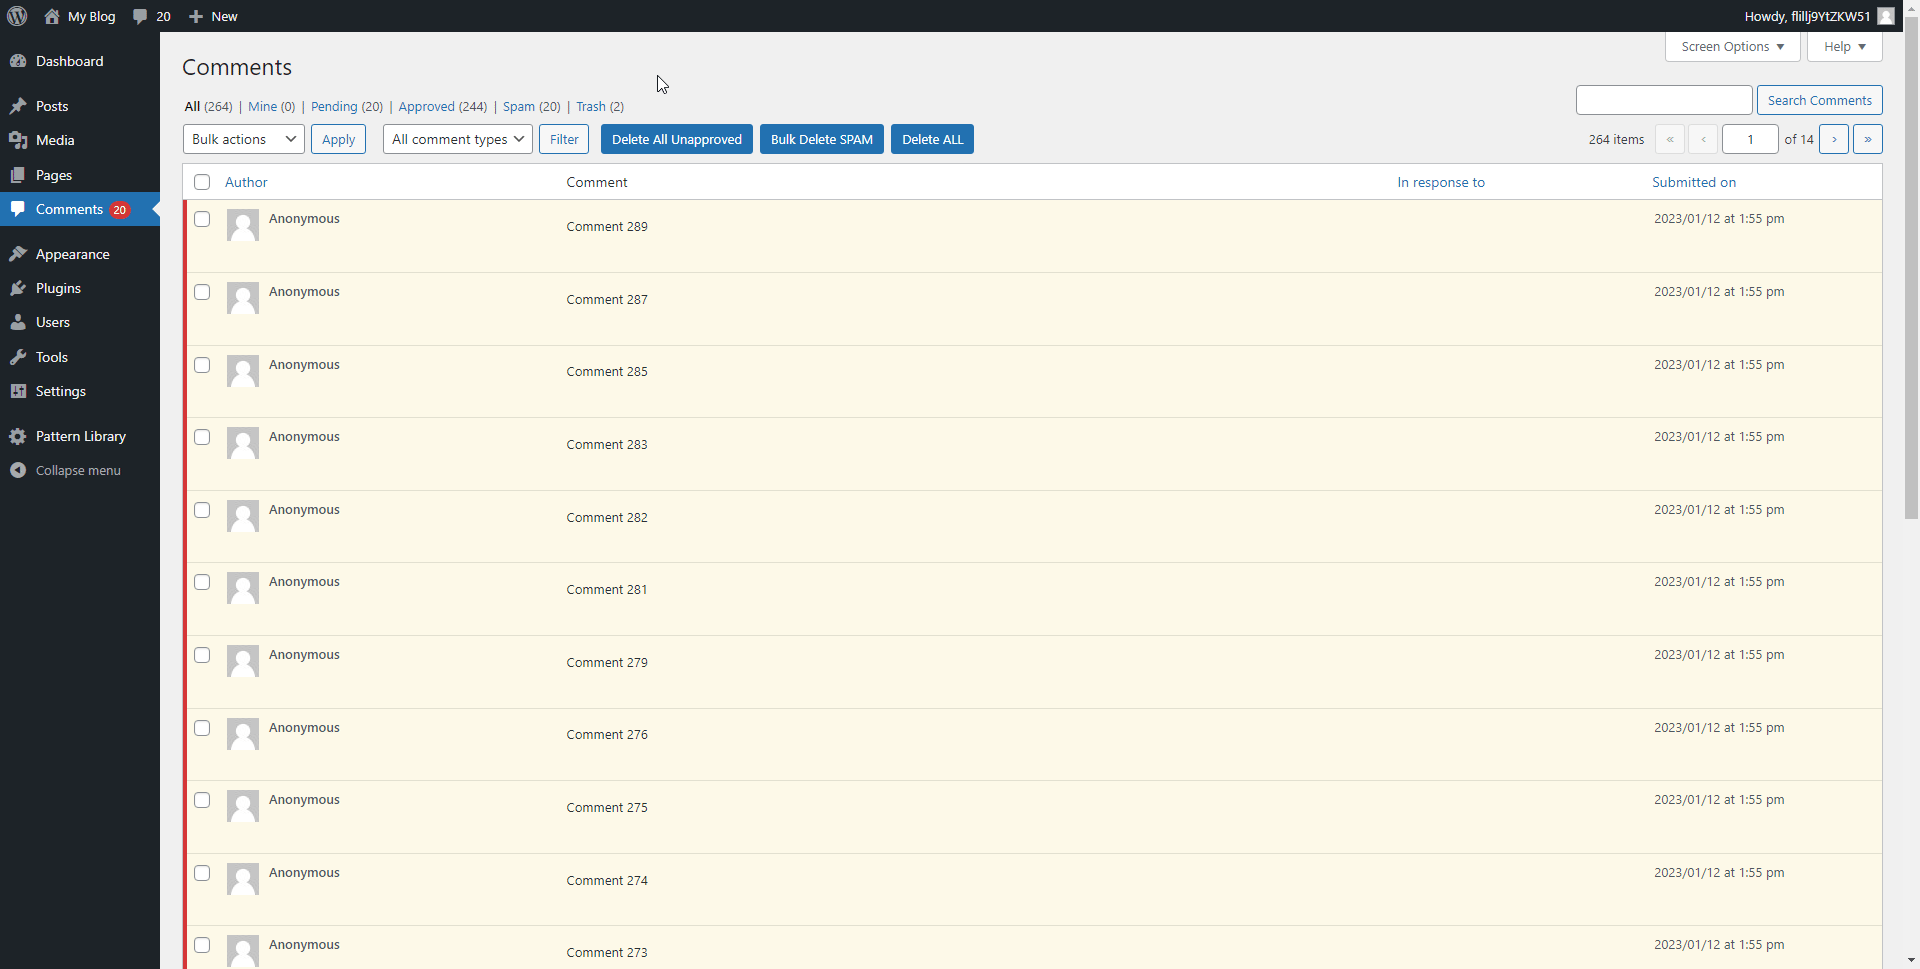 My Blog 20 New Howdy, flillj9YtZKW51
Screen Options Help
Dashboard
Posts
Media
Pages
Comments 20
Appearance
Plugins
Users
Tools
Settings
Pattern Library
Collapse menu
Comments
All (264) | Mine (0) | Pending (20) | Approved (244) | Spam (20) | Trash (2)
Search Comments
Bulk actions Apply All comment types Filter Delete All Unapproved Bulk Delete SPAM Delete ALL 264 items « ‹ 1 of 14 › »
Author Comment In response to Submitted on
Anonymous Comment 289 2023/01/12 at 1:55 pm
Anonymous Comment 287 2023/01/12 at 1:55 pm
Anonymous Comment 285 2023/01/12 at 1:55 pm
Anonymous Comment 283 2023/01/12 at 1:55 pm
Anonymous Comment 282 2023/01/12 at 1:55 pm
Anonymous Comment 281 2023/01/12 at 1:55 pm
Anonymous Comment 279 2023/01/12 at 1:55 pm
Anonymous Comment 276 2023/01/12 at 1:55 pm
Anonymous Comment 275 2023/01/12 at 1:55 pm
Anonymous Comment 274 2023/01/12 at 1:55 pm
Anonymous Comment 273 2023/01/12 at 1:55 pm